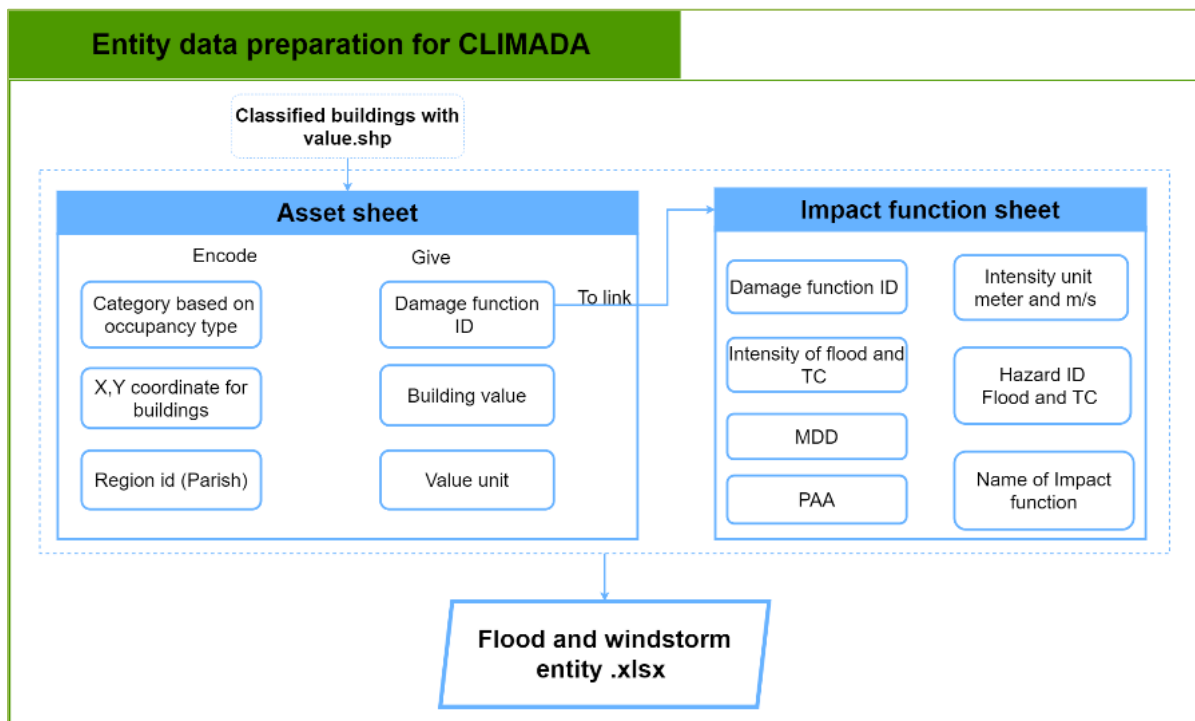 Entity data preparation for CLIMADA
Classified buildings with
value.shp
Asset sheet
Encode
Give
Category based on
occupancy type
Damage function
ID
To link
X,Y coordinate for
buildings
Building value
Region id (Parish)
Value unit
Impact function sheet
Damage function ID
Intensity unit
meter and m/s
Intensity of flood and
TC
Hazard ID
Flood and TC
MDD
PAA
Name of Impact
function
Flood and windstorm
entity .xlsx